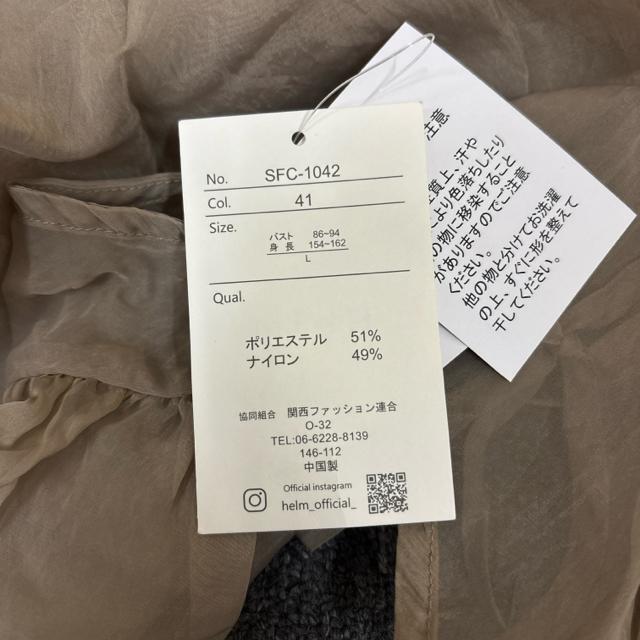 No. SFC-1042
Col. 41
Size.
バスト 86~94
身 長 154~162
L
Qual.
ポリエステル 51%
ナイロン 49%
協同組合 関西ファッション連合
O-32
TEL:06-6228-8139
146-112
中国製
Official instagram
helm_official_
注意
質上、汗や
より色落ちしたり
の物に移染すること
がありますのでご注意
ください。
他の物と分けてお洗濯
の上、すぐに形を整えて
干してください。